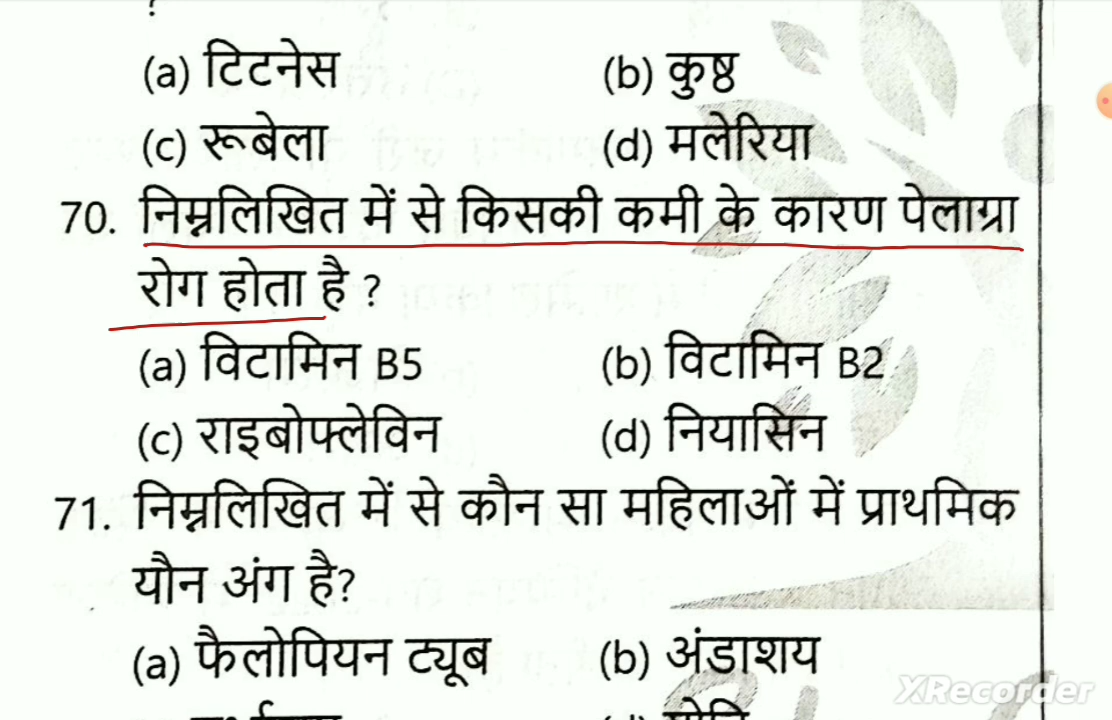 ?
(a) टिटनेस (b) कुष्ठ
(c) रूबेला (d) मलेरिया
70. निम्नलिखित में से किसकी कमी के कारण पेलाग्रा
रोग होता है ?
(a) विटामिन B5 (b) विटामिन B2
(c) राइबोफ्लेविन (d) नियासिन
71. निम्नलिखित में से कौन सा महिलाओं में प्राथमिक
यौन अंग है?
(a) फैलोपियन ट्यूब (b) अंडाशय
XRecorder